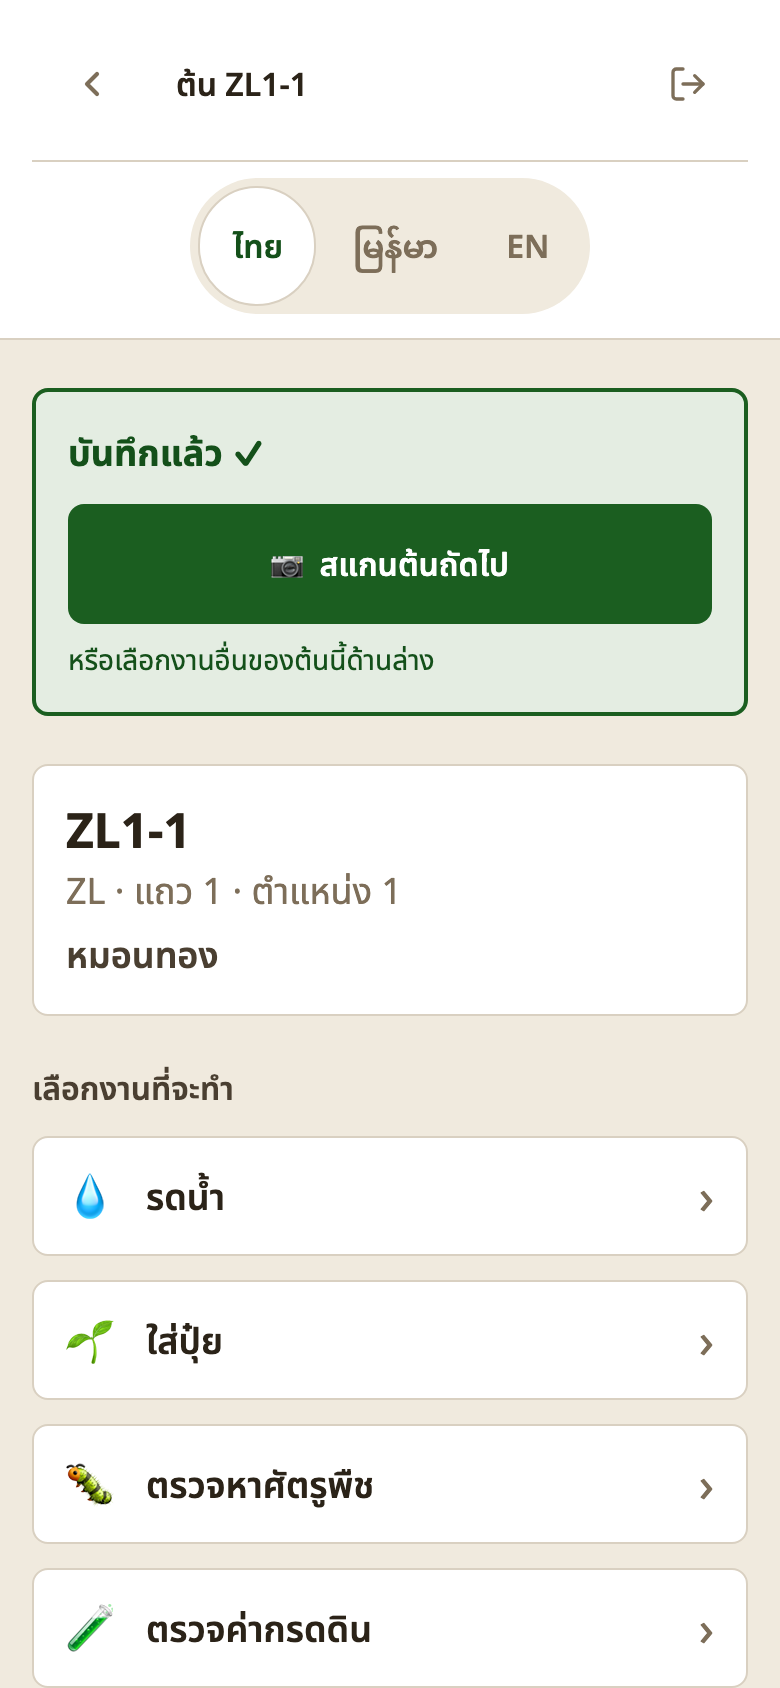 ต้น ZL1-1
ไทย မြန်မာ EN
บันทึกแล้ว ✓
สแกนต้นถัดไป
หรือเลือกงานอื่นของต้นนี้ด้านล่าง
ZL1-1
ZL · แถว 1 · ตำแหน่ง 1
หมอนทอง
เลือกงานที่จะทำ
รดน้ำ
ใส่ปุ๋ย
ตรวจหาศัตรูพืช
ตรวจค่ากรดดิน